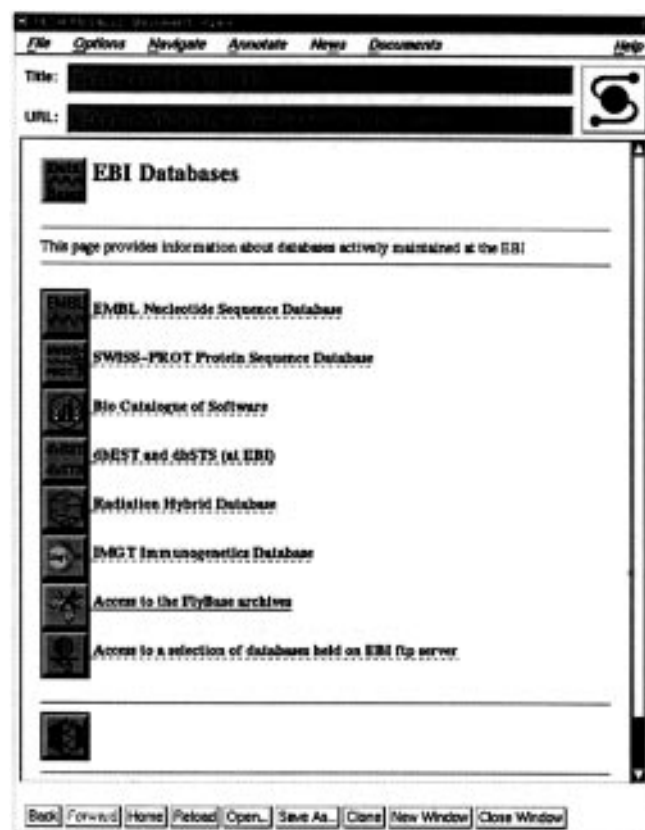 File Options Navigate Annotate News Documents Help
Title:
URL:
EBI Databases
This page provides information about databases actively maintained at the EBI
EMBL Nucleotide Sequence Database
SWISS-PROT Protein Sequence Database
Bio Catalogue of Software
dbEST and dbSTS (at EBI)
Radiation Hybrid Database
IMGT Immunogenetics Database
Access to the FlyBase archives
Access to a selection of databases held on EBI ftp server
Back Forward Home Reload Open... Save As... Clone New Window Close Window